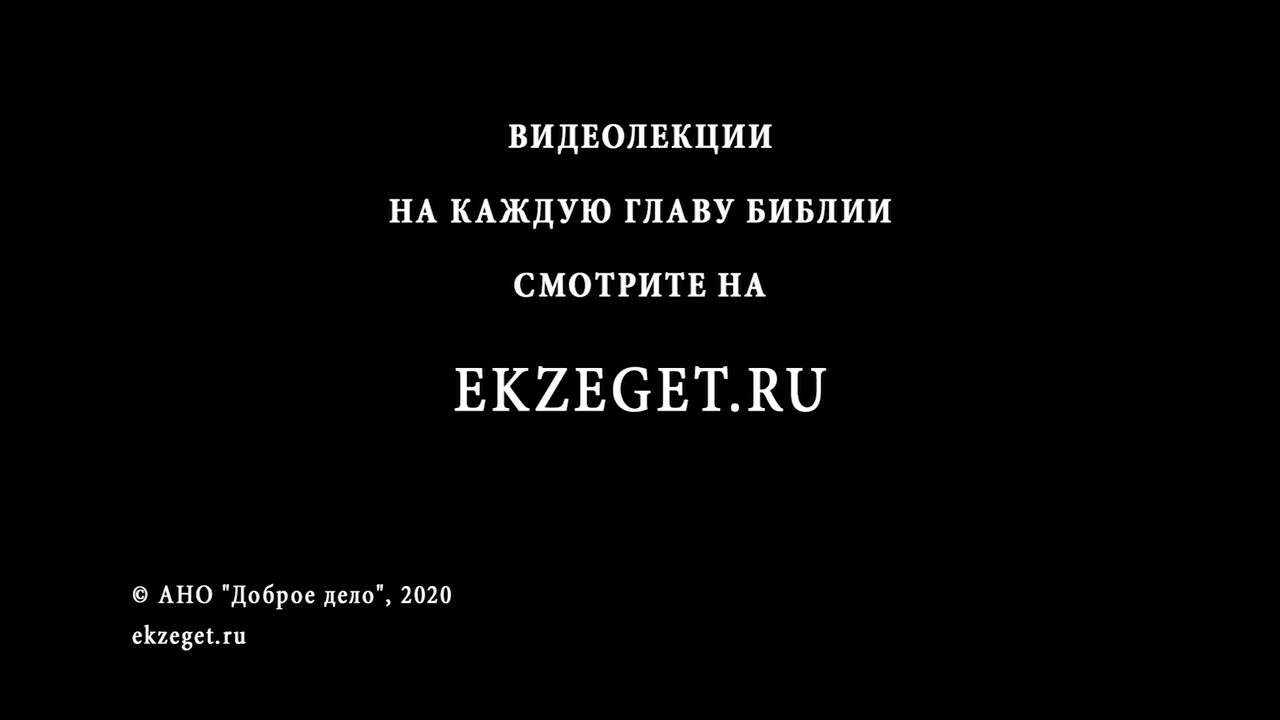 ВИДЕОЛЕКЦИИ
НА КАЖДУЮ ГЛАВУ БИБЛИИ
СМОТРИТЕ НА
EKZEGET.RU
© АНО "Доброе дело", 2020
ekzeget.ru